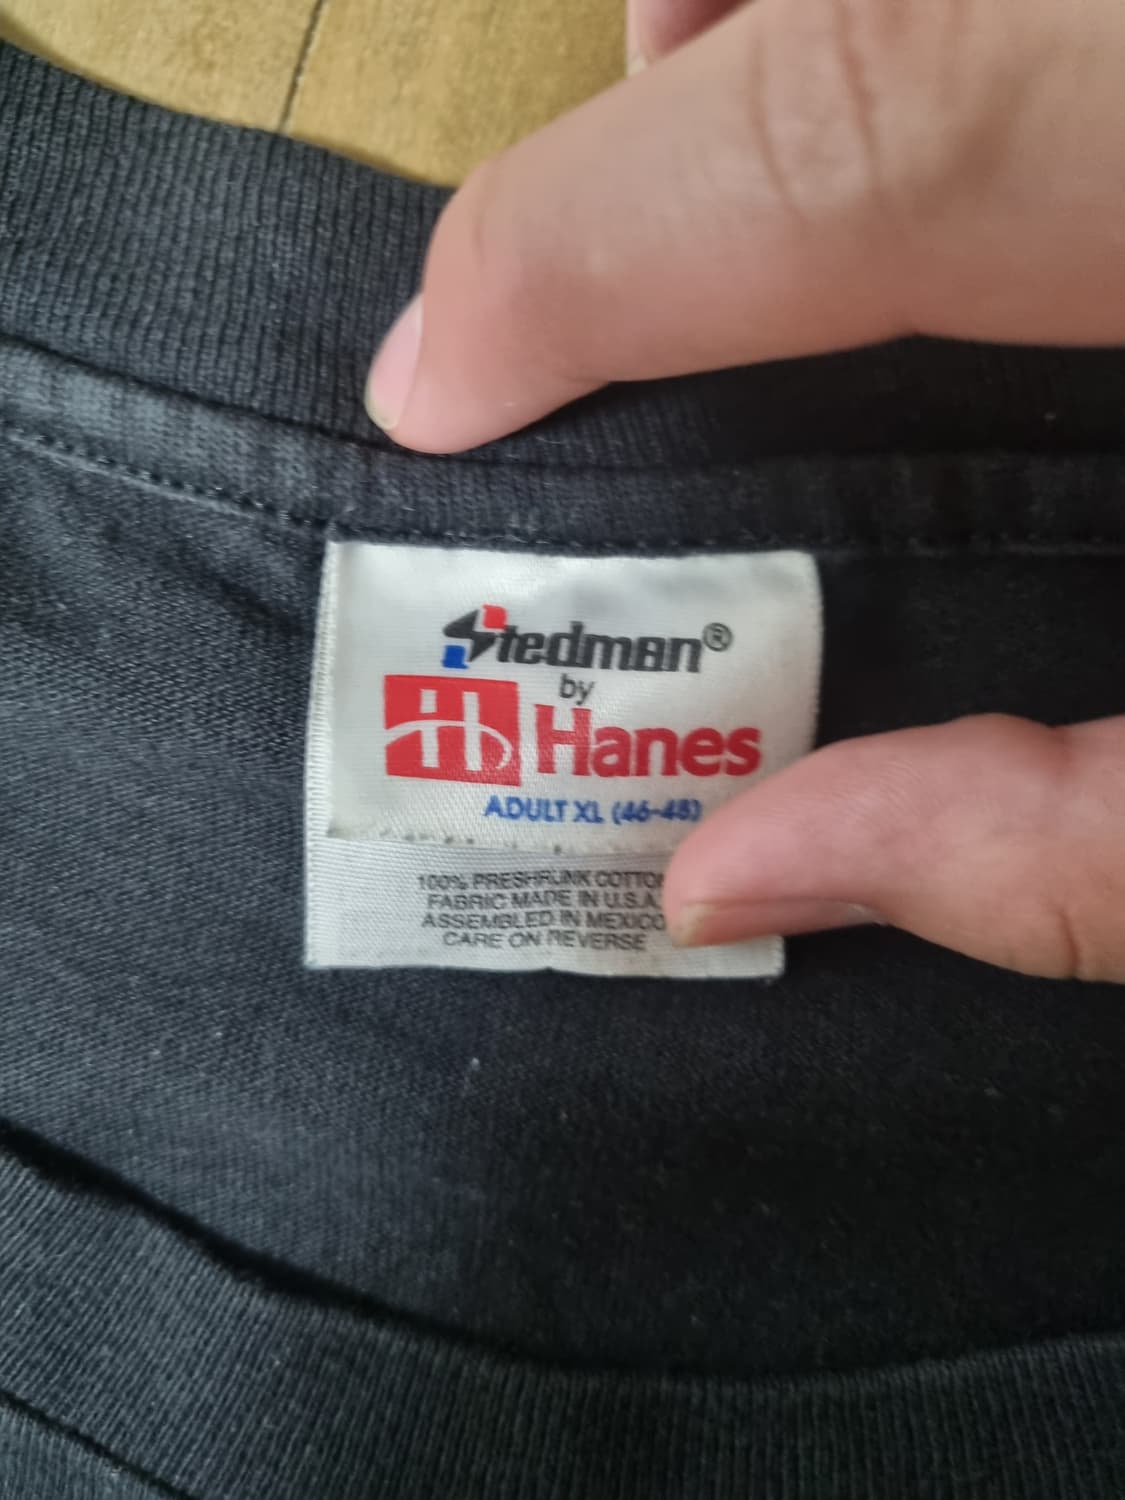 Stedman®
by
Hanes
ADULT XL (46-48)
100% PRESHRUNK COTTON
FABRIC MADE IN U.S.A.
ASSEMBLED IN MEXICO
CARE ON REVERSE